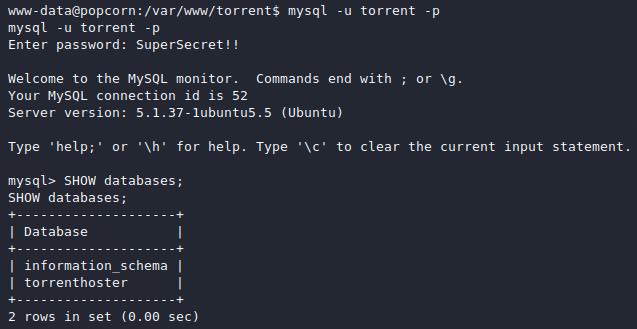 www-data@popcorn:/var/www/torrent$ mysql -u torrent -p
mysql -u torrent -p
Enter password: SuperSecret!!

Welcome to the MySQL monitor.  Commands end with ; or \g.
Your MySQL connection id is 52
Server version: 5.1.37-1ubuntu5.5 (Ubuntu)

Type 'help;' or '\h' for help. Type '\c' to clear the current input statement.

mysql> SHOW databases;
SHOW databases;
+--------------------+
| Database           |
+--------------------+
| information_schema |
| torrenthoster      |
+--------------------+
2 rows in set (0.00 sec)